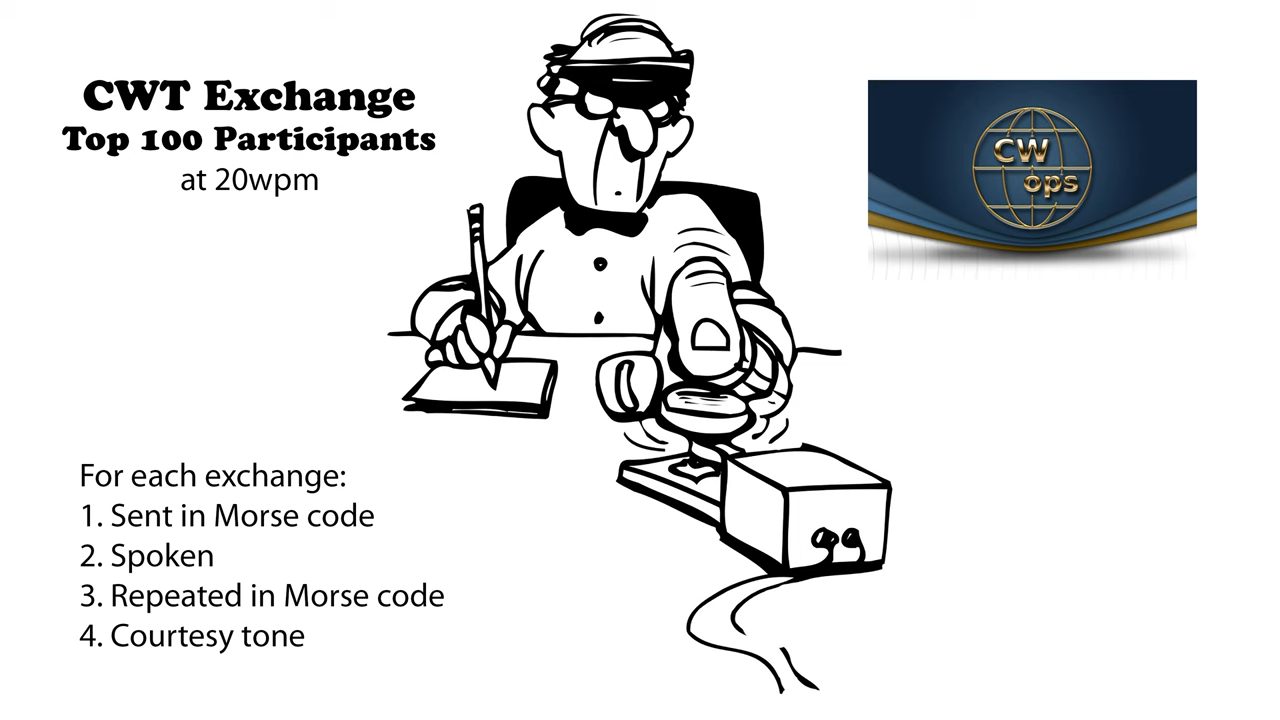 CWT Exchange
Top 100 Participants
at 20wpm
CW
ops
For each exchange:
1. Sent in Morse code
2. Spoken
3. Repeated in Morse code
4. Courtesy tone